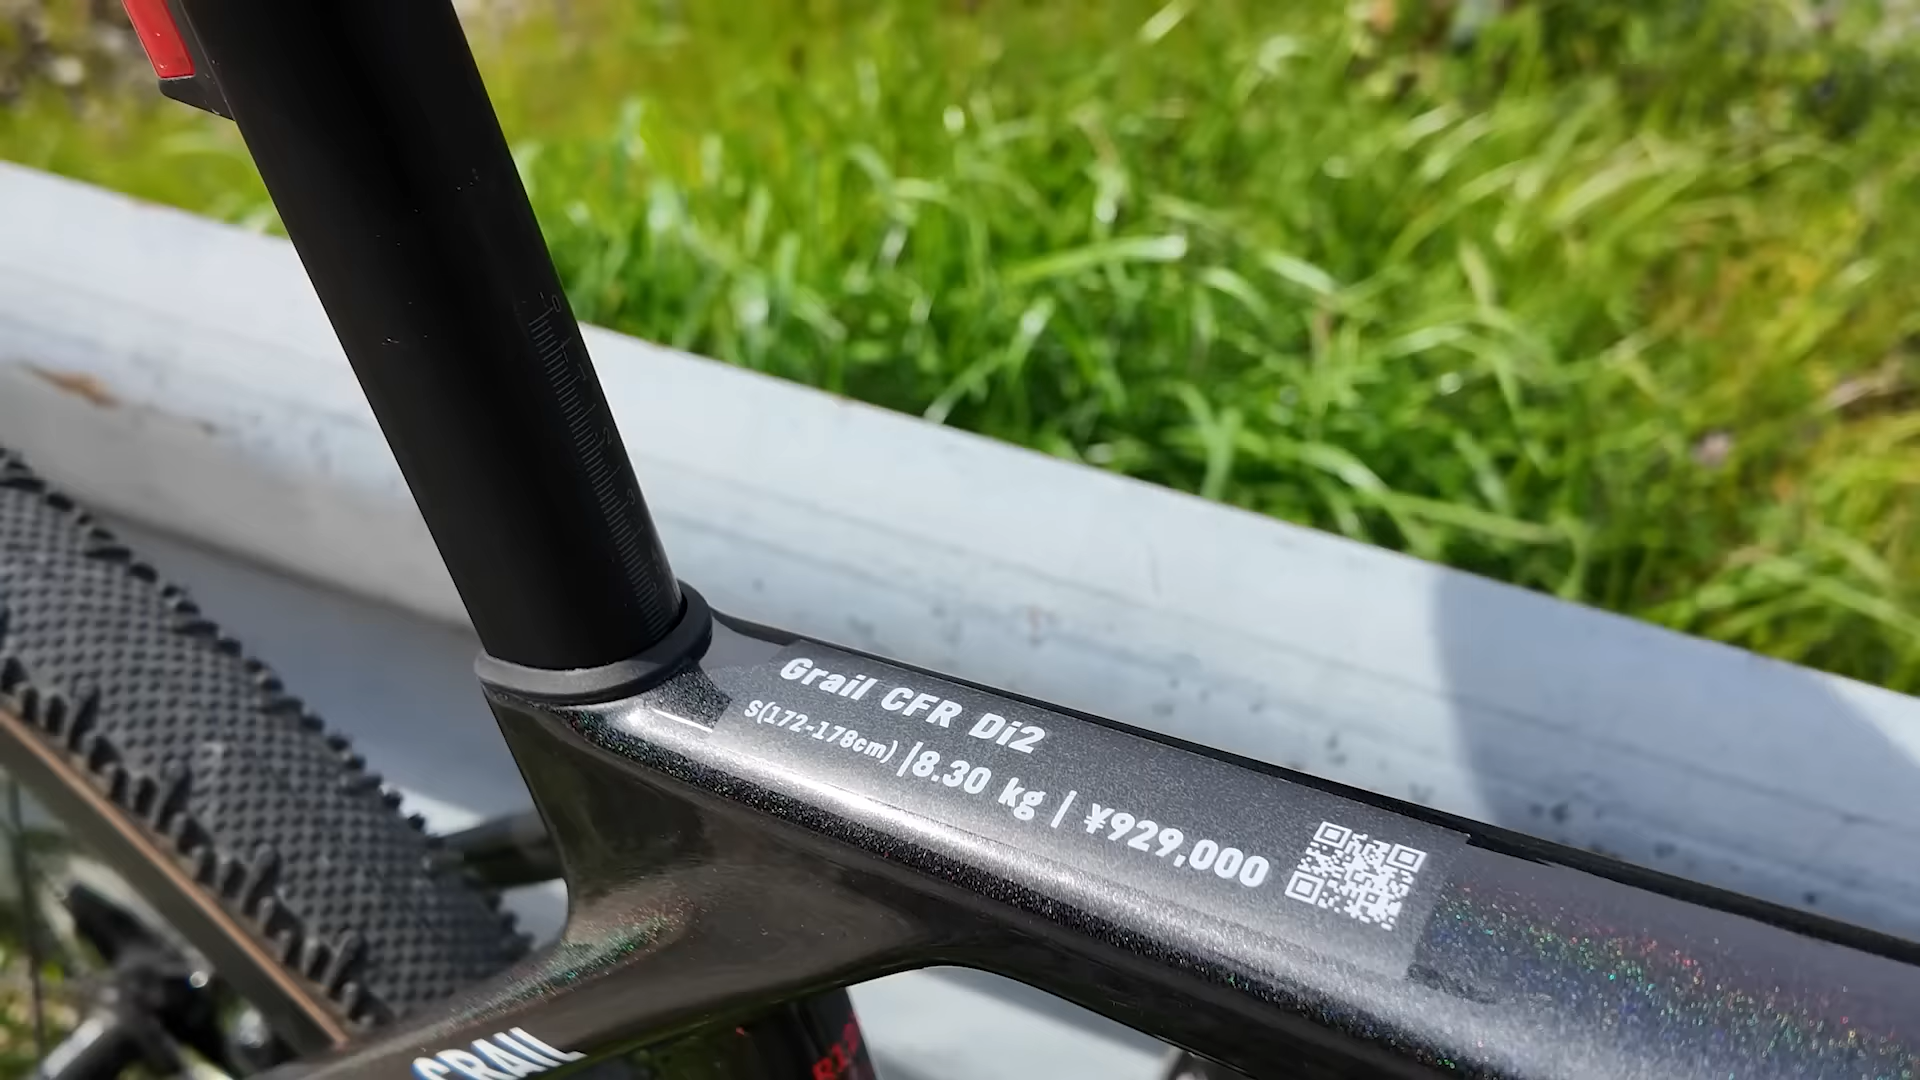 Grail CFR Di2
S(172-178cm) | 8.30 kg | ¥929,000
GRAIL